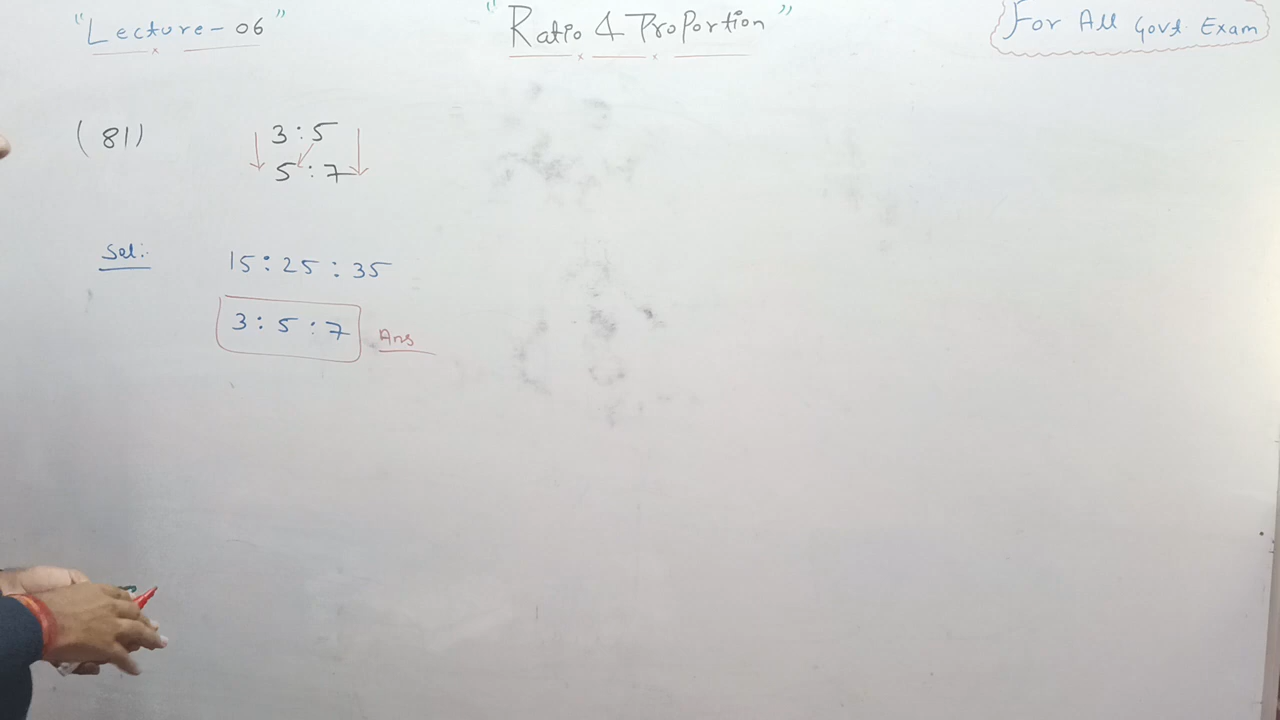 "Lecture-06"
"Ratio & Proportion"
For All Govt. Exam
(81) 3:5
5:7
Sol:.
15:25:35
3:5:7 Ans